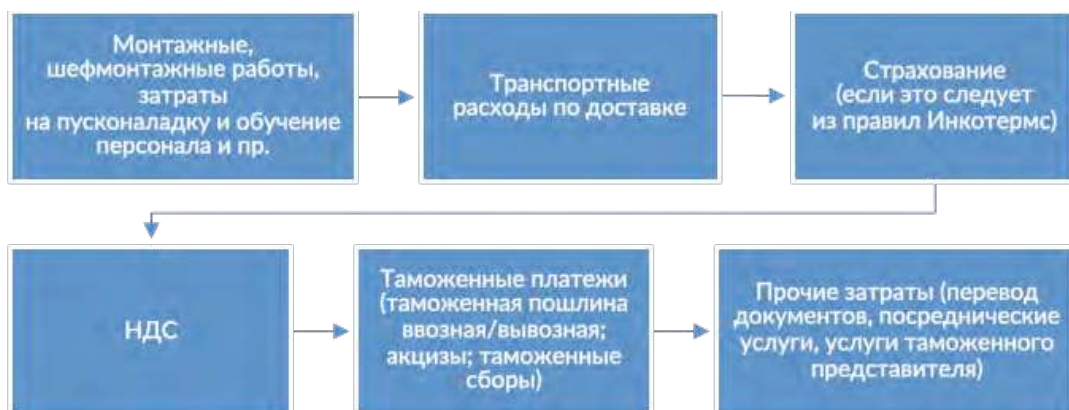 Монтажные,
шефмонтажные работы,
затраты
на пусконаладку и обучение
персонала и пр.
Транспортные
расходы по доставке
Страхование
(если это следует
из правил Инкотермс)
НДС
Таможенные платежи
(таможенная пошлина
ввозная/вывозная;
акцизы; таможенные
сборы)
Прочие затраты (перевод
документов, посреднические
услуги, услуги таможенного
представителя)